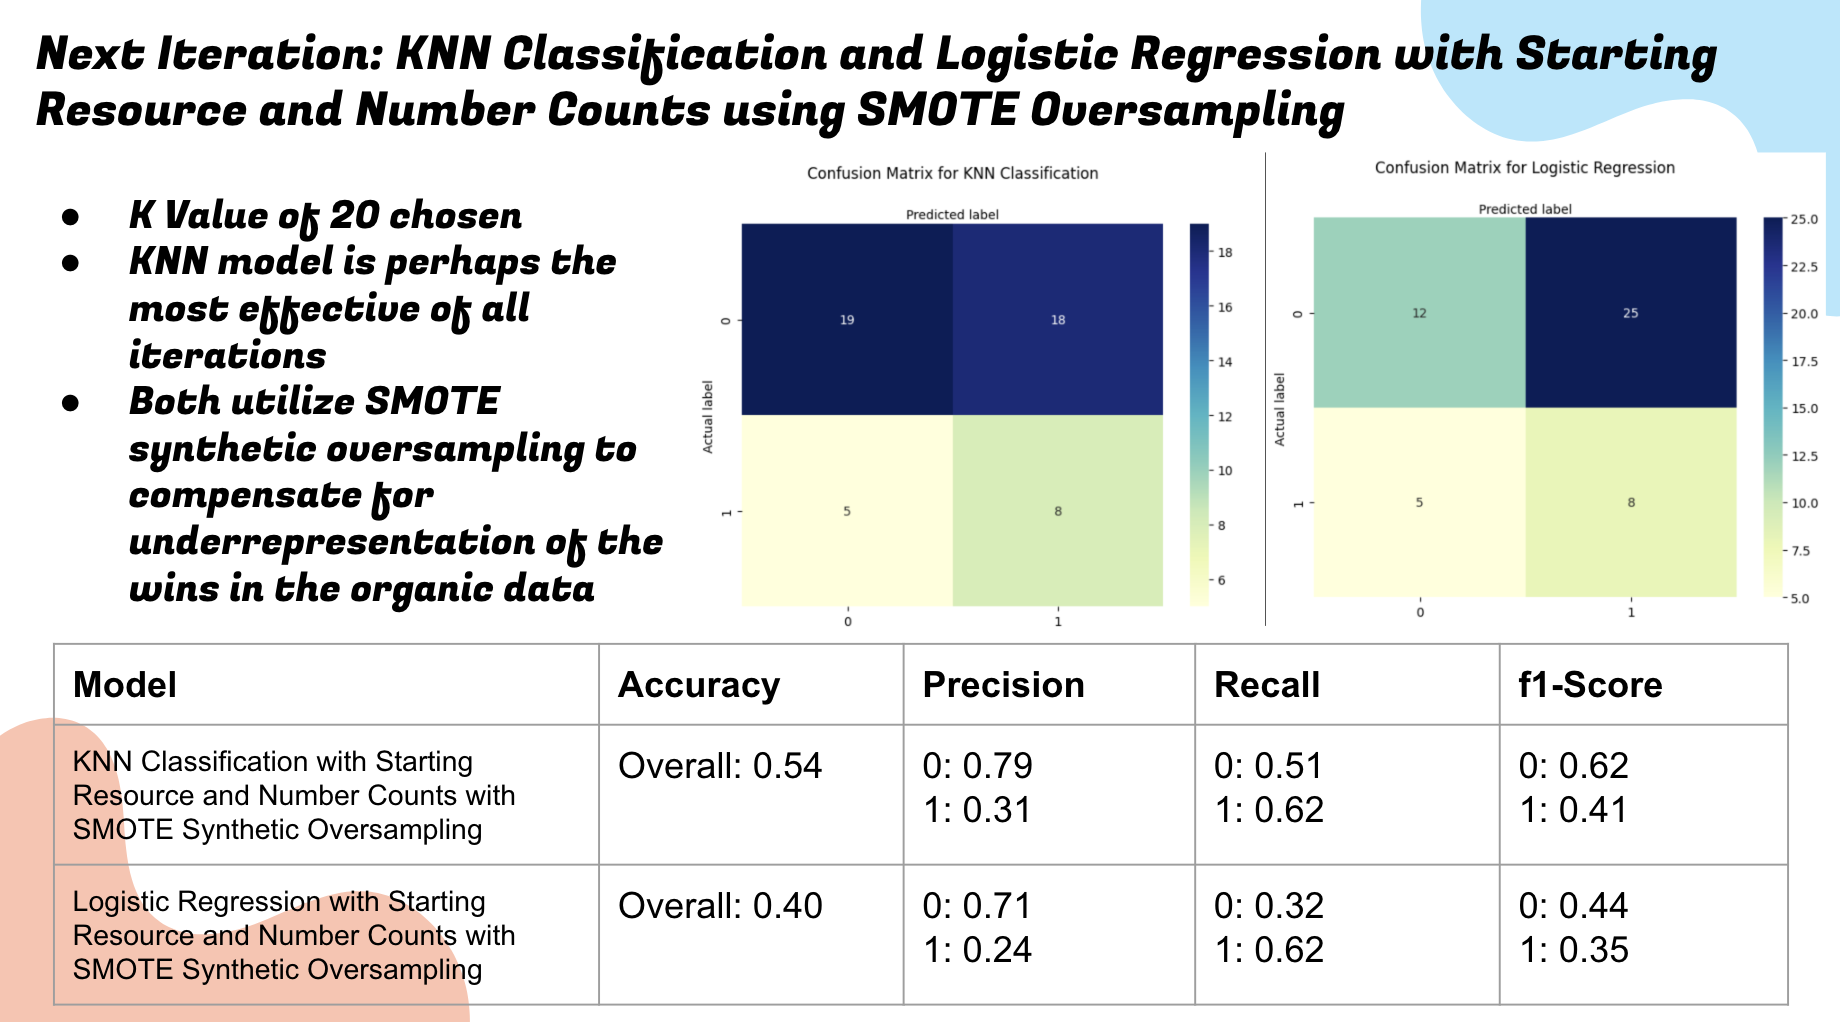 Next Iteration: KNN Classification and Logistic Regression with Starting
Resource and Number Counts using SMOTE Oversampling
● K Value of 20 chosen
● KNN model is perhaps the
most effective of all
iterations
● Both utilize SMOTE
synthetic oversampling to
compensate for
underrepresentation of the
wins in the organic data
Confusion Matrix for KNN Classification
Predicted label
Actual label
0
19 18
1
5 8
0 1
18
16
14
12
10
8
6
Confusion Matrix for Logistic Regression
Predicted label
Actual label
0
12 25
1
5 8
0 1
25.0
22.5
20.0
17.5
15.0
12.5
10.0
7.5
5.0
Model Accuracy Precision Recall f1-Score
KNN Classification with Starting
Resource and Number Counts with
SMOTE Synthetic Oversampling
Overall: 0.54
0: 0.79
1: 0.31
0: 0.51
1: 0.62
0: 0.62
1: 0.41
Logistic Regression with Starting
Resource and Number Counts with
SMOTE Synthetic Oversampling
Overall: 0.40
0: 0.71
1: 0.24
0: 0.32
1: 0.62
0: 0.44
1: 0.35